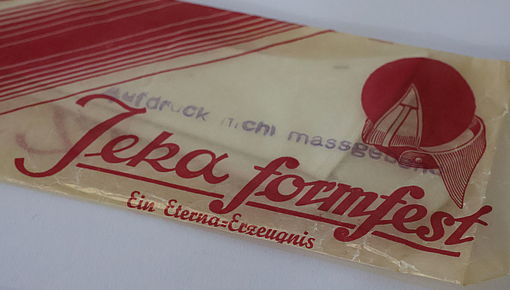 Aufdruck nicht massgebend
Jeka formfest
Ein Eterna=Erzeugnis